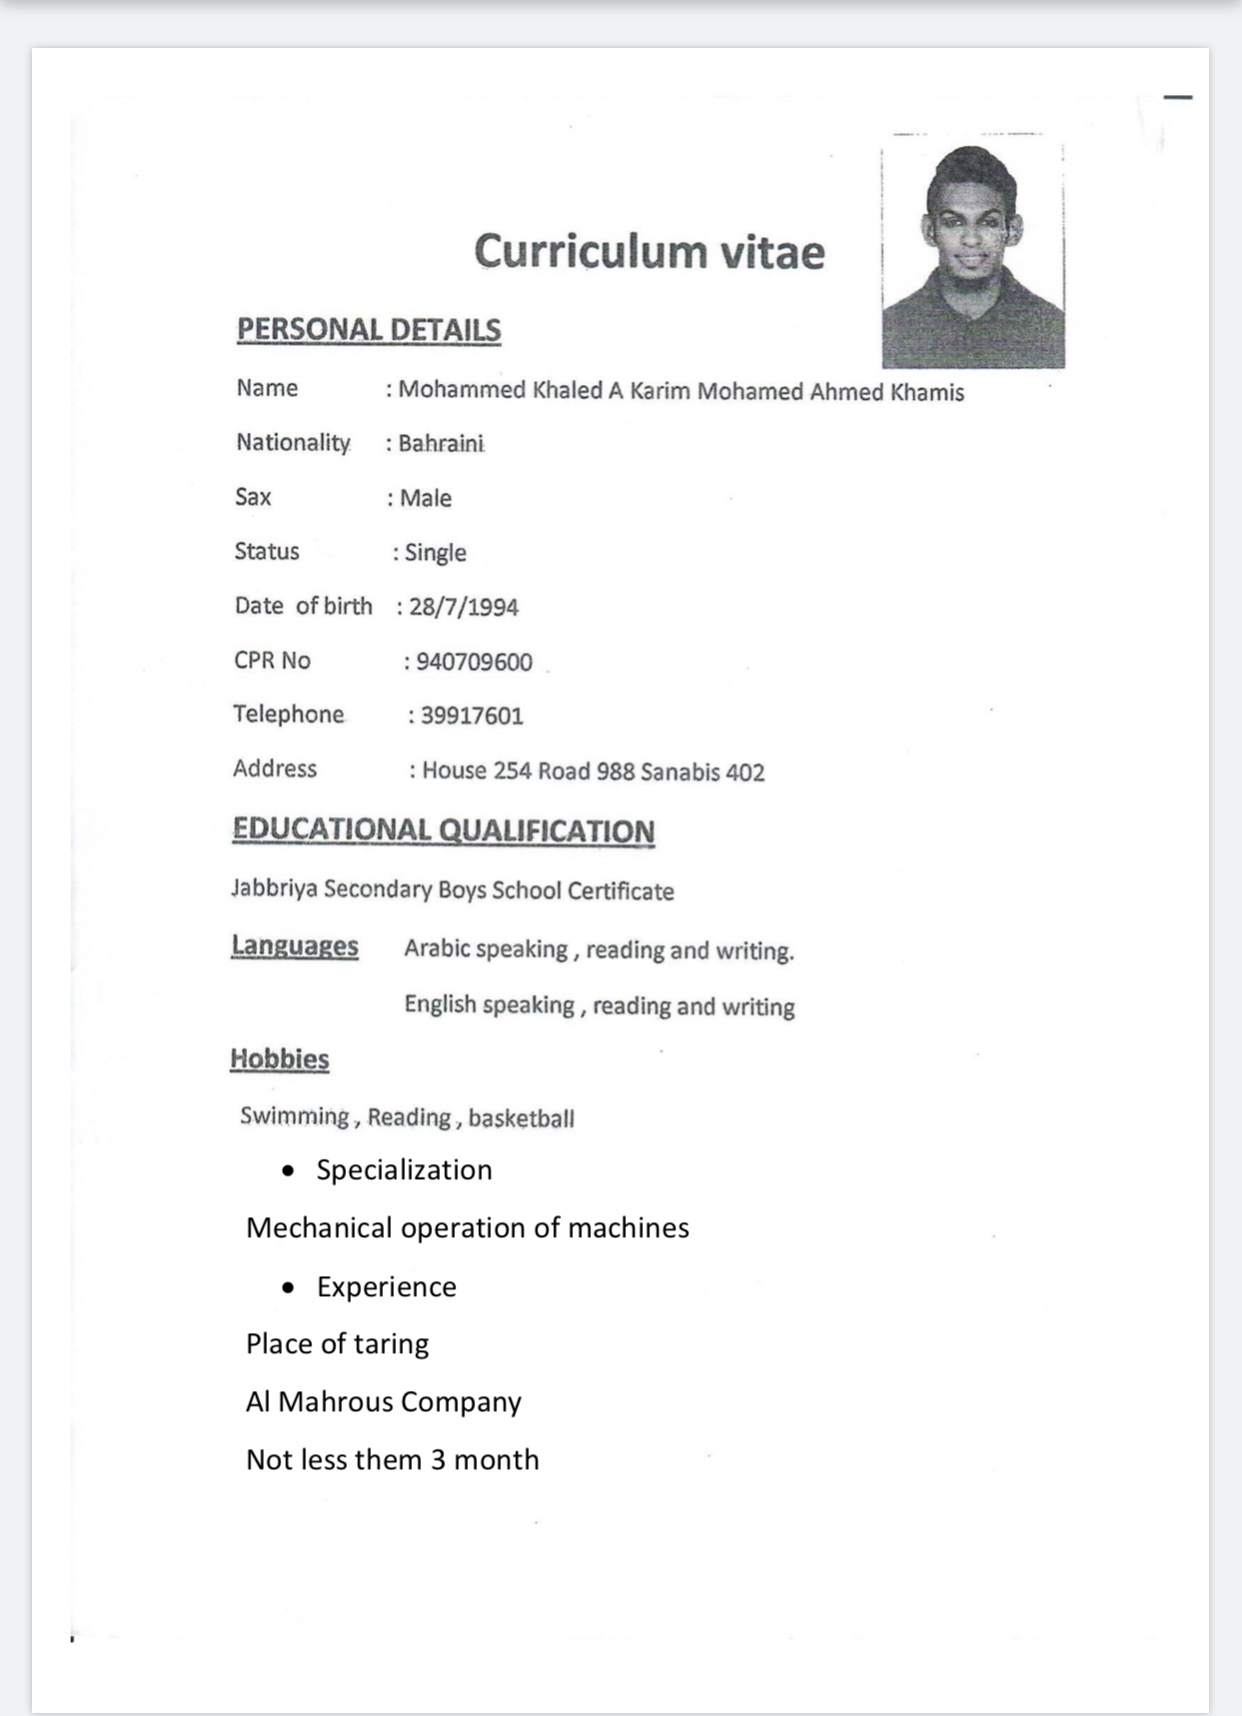 Curriculum vitae
PERSONAL DETAILS
Name : Mohammed Khaled A Karim Mohamed Ahmed Khamis
Nationality : Bahraini
Sax : Male
Status : Single
Date of birth : 28/7/1994
CPR No : 940709600
Telephone : 39917601
Address : House 254 Road 988 Sanabis 402
EDUCATIONAL QUALIFICATION
Jabbriya Secondary Boys School Certificate
Languages Arabic speaking , reading and writing.
English speaking , reading and writing
Hobbies
Swimming , Reading , basketball
• Specialization
Mechanical operation of machines
• Experience
Place of taring
Al Mahrous Company
Not less them 3 month